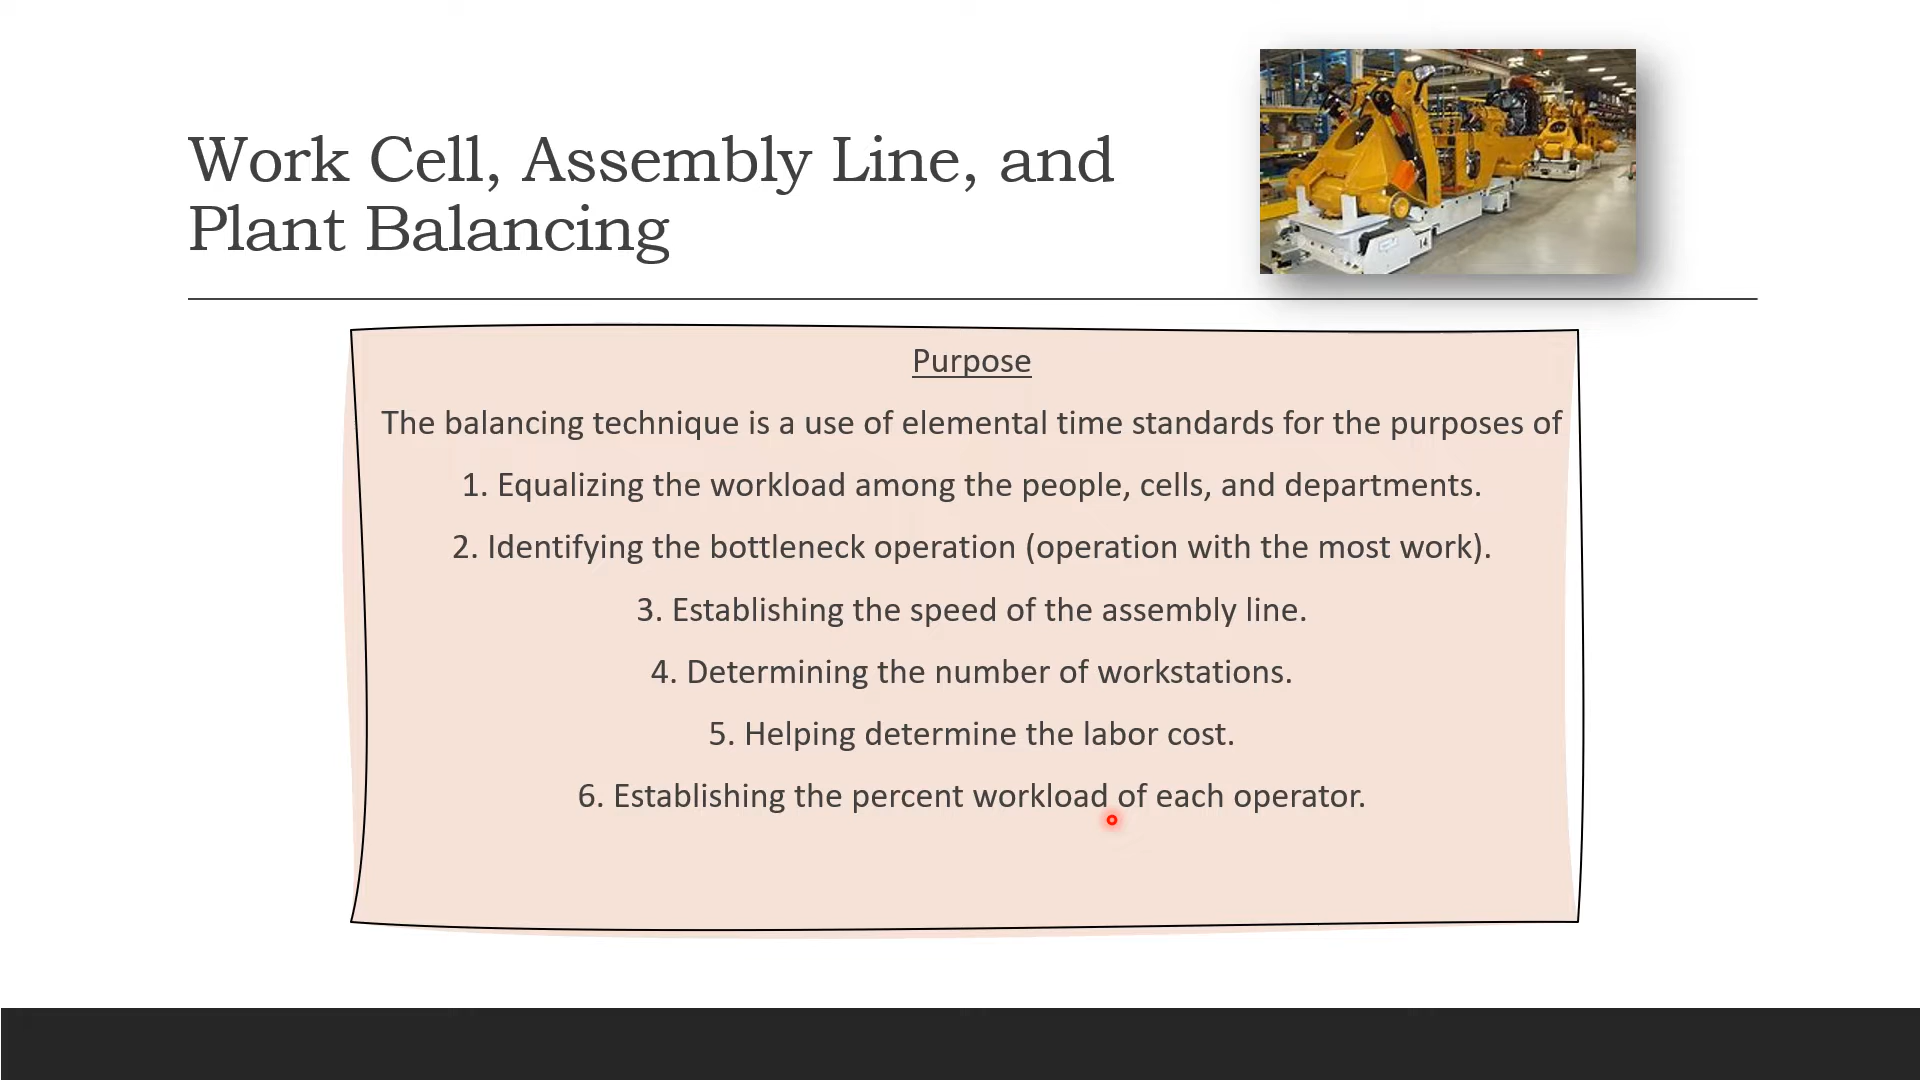 Work Cell, Assembly Line, and
Plant Balancing
14
Purpose
The balancing technique is a use of elemental time standards for the purposes of
1. Equalizing the workload among the people, cells, and departments.
2. Identifying the bottleneck operation (operation with the most work).
3. Establishing the speed of the assembly line.
4. Determining the number of workstations.
5. Helping determine the labor cost.
6. Establishing the percent workload of each operator.